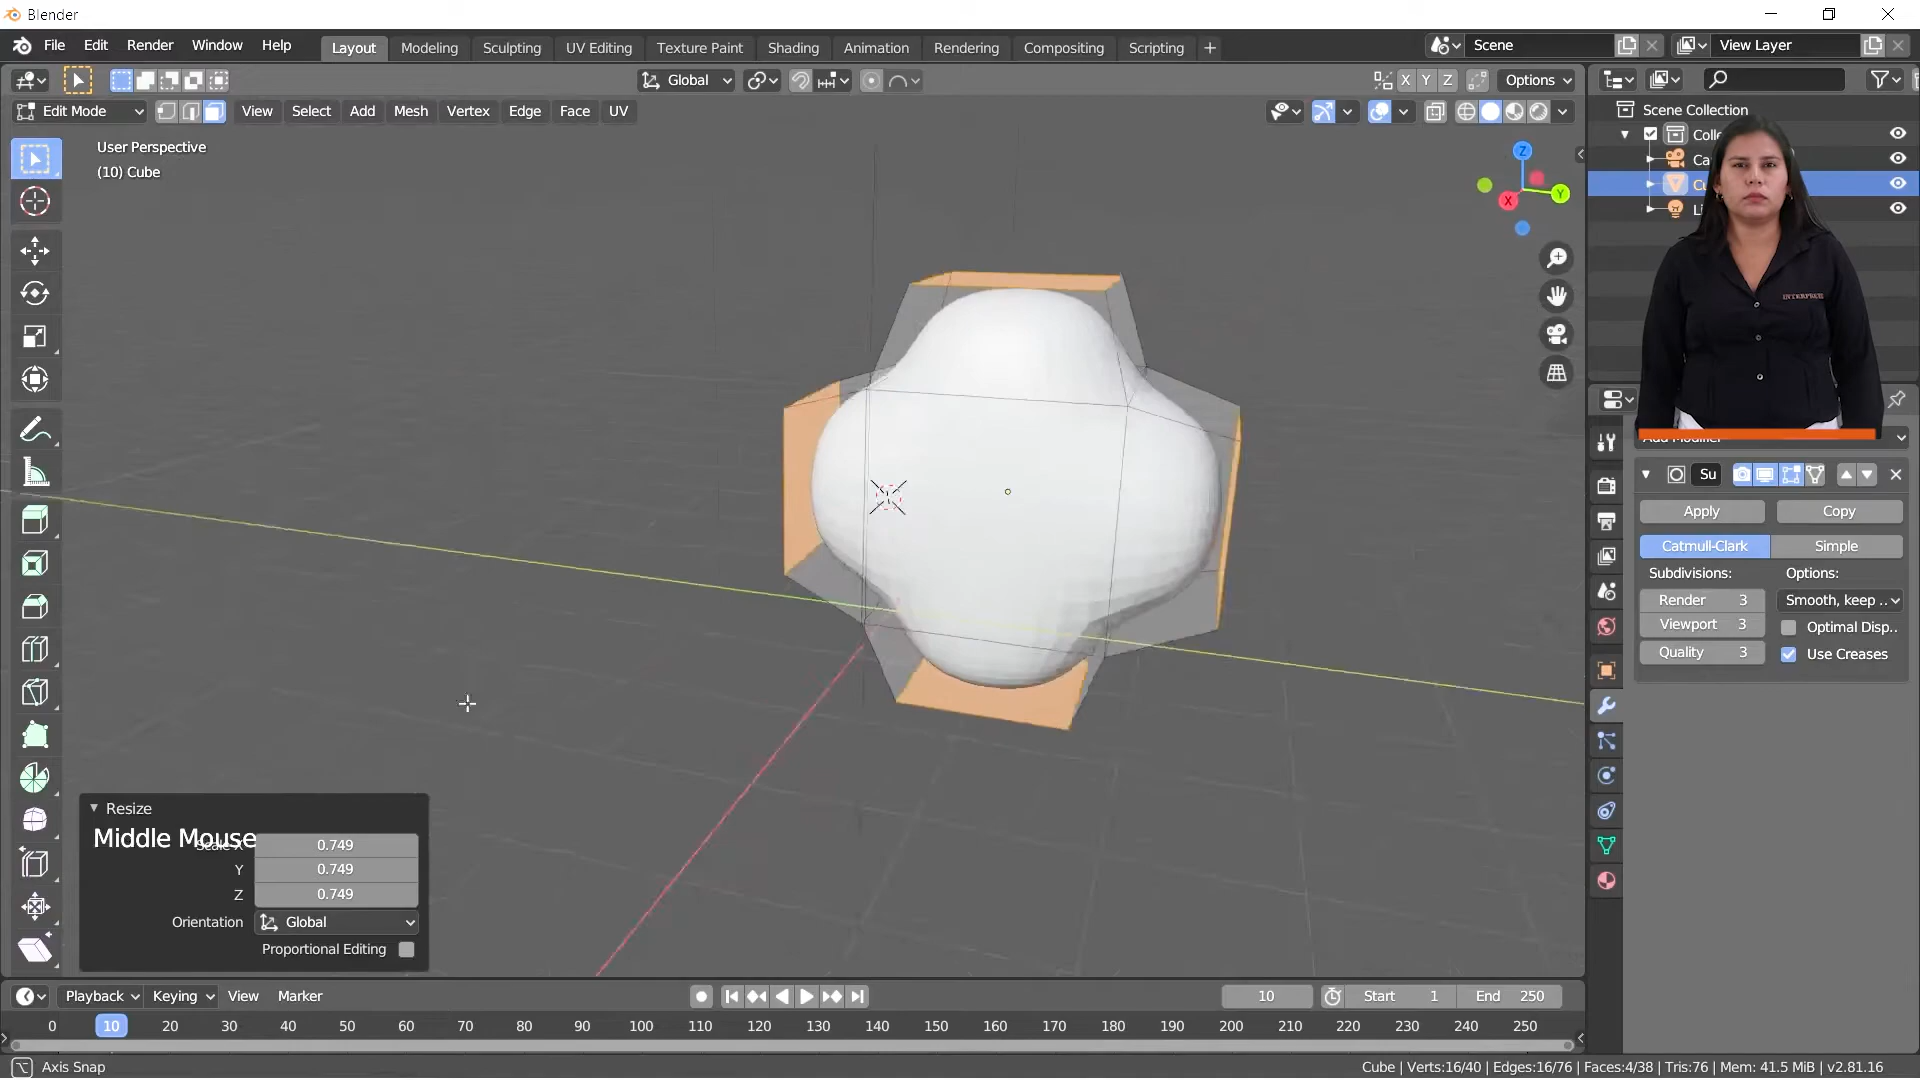 Blender
File Edit Render Window Help
Layout Modeling Sculpting UV Editing Texture Paint Shading Animation Rendering Compositing Scripting +
Scene
View Layer
Global
X Y Z
Options
Edit Mode
View Select Add Mesh Vertex Edge Face UV
User Perspective
(10) Cube
Z
Y
X
Scene Collection
Colle
Ca
Cu
Li
INTERPRETE
Add Modifier
Su
Apply Copy
Catmull-Clark Simple
Subdivisions: Options:
Render 3 Smooth, keep ..
Viewport 3 Optimal Disp..
Quality 3 Use Creases
Resize
Middle Mouse
Scale X 0.749
Y 0.749
Z 0.749
Orientation Global
Proportional Editing
Playback Keying View Marker
10 Start 1 End 250
0 10 20 30 40 50 60 70 80 90 100 110 120 130 140 150 160 170 180 190 200 210 220 230 240 250
Axis Snap
Cube | Verts:16/40 | Edges:16/76 | Faces:4/38 | Tris:76 | Mem: 41.5 MiB | v2.81.16